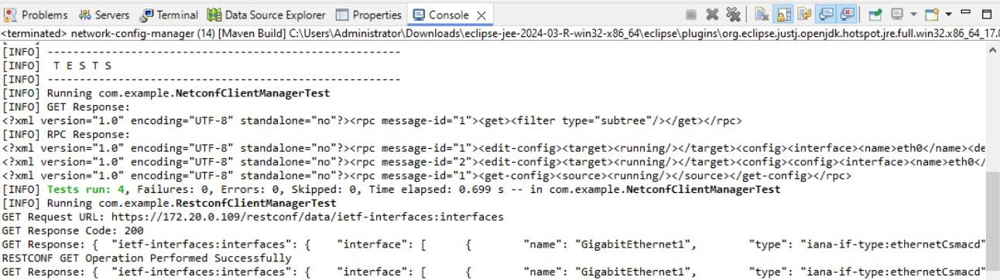 Problems Servers Terminal Data Source Explorer Properties Console
<terminated> network-config-manager (14) [Maven Build] C:\Users\Administrator\Downloads\eclipse-jee-2024-03-R-win32-x86_64\eclipse\plugins\org.eclipse.justj.openjdk.hotspot.jre.full.win32.x86_64_17.0
[INFO] ---------------------------------------------------------
[INFO]  T E S T S
[INFO] ---------------------------------------------------------
[INFO] Running com.example.NetconfClientManagerTest
[INFO] GET Response:
<?xml version="1.0" encoding="UTF-8" standalone="no"?><rpc message-id="1"><get><filter type="subtree"/></get></rpc>
[INFO] RPC Response:
<?xml version="1.0" encoding="UTF-8" standalone="no"?><rpc message-id="1"><edit-config><target><running/></target><config><interface><name>eth0</name><de
<?xml version="1.0" encoding="UTF-8" standalone="no"?><rpc message-id="2"><edit-config><target><running/></target><config><config><interface><name>eth0</
<?xml version="1.0" encoding="UTF-8" standalone="no"?><rpc message-id="1"><get-config><source><running/></source></get-config></rpc>
[INFO] Tests run: 4, Failures: 0, Errors: 0, Skipped: 0, Time elapsed: 0.699 s -- in com.example.NetconfClientManagerTest
[INFO] Running com.example.RestconfClientManagerTest
GET Request URL: https://172.20.0.109/restconf/data/ietf-interfaces:interfaces
GET Response Code: 200
GET Response: {  "ietf-interfaces:interfaces": {    "interface": [      {        "name": "GigabitEthernet1",        "type": "iana-if-type:ethernetCsmacd"
RESTCONF GET Operation Performed Successfully
GET Response: {  "ietf-interfaces:interfaces": {    "interface": [      {        "name": "GigabitEthernet1",        "type": "iana-if-type:ethernetCsmacd"